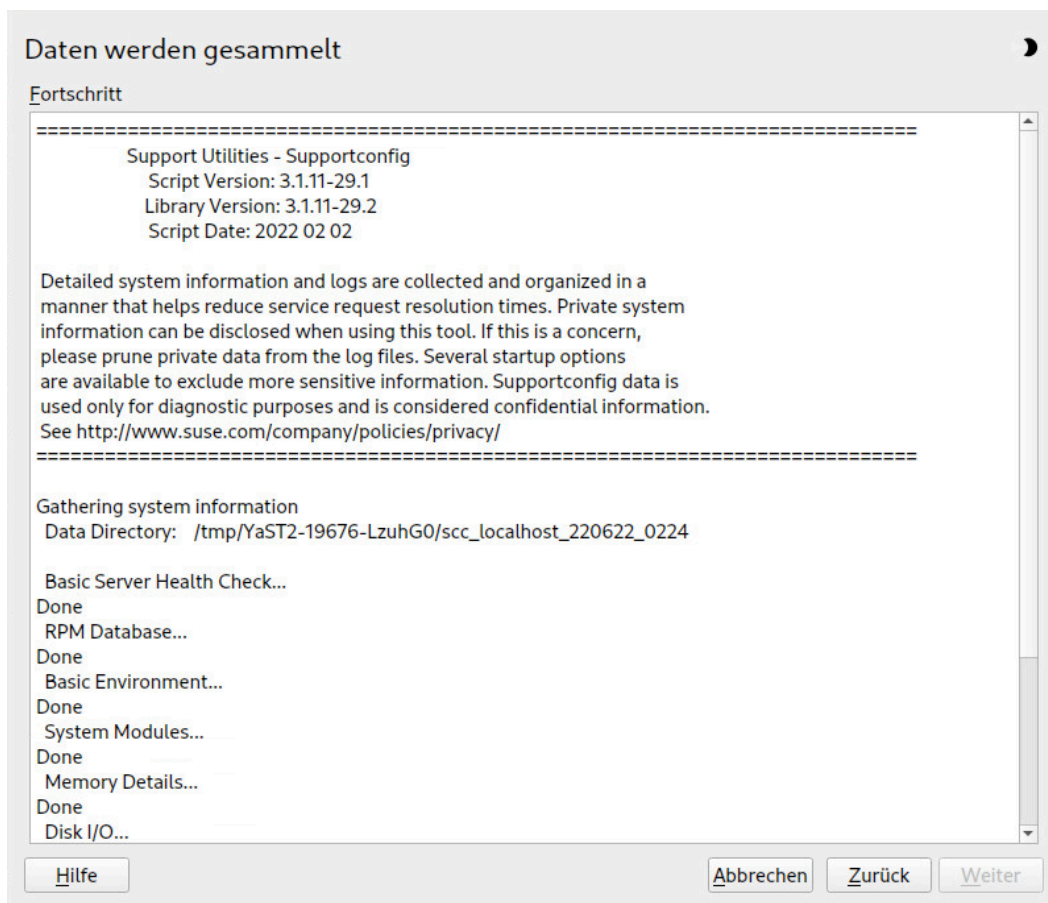 Daten werden gesammelt
Fortschritt
==============================================================================
Support Utilities - Supportconfig
Script Version: 3.1.11-29.1
Library Version: 3.1.11-29.2
Script Date: 2022 02 02
Detailed system information and logs are collected and organized in a
manner that helps reduce service request resolution times. Private system
information can be disclosed when using this tool. If this is a concern,
please prune private data from the log files. Several startup options
are available to exclude more sensitive information. Supportconfig data is
used only for diagnostic purposes and is considered confidential information.
See http://www.suse.com/company/policies/privacy/
==============================================================================
Gathering system information
Data Directory: /tmp/YaST2-19676-LzuhG0/scc_localhost_220622_0224
Basic Server Health Check...
Done
RPM Database...
Done
Basic Environment...
Done
System Modules...
Done
Memory Details...
Done
Disk I/O...
Hilfe Abbrechen Zurück Weiter